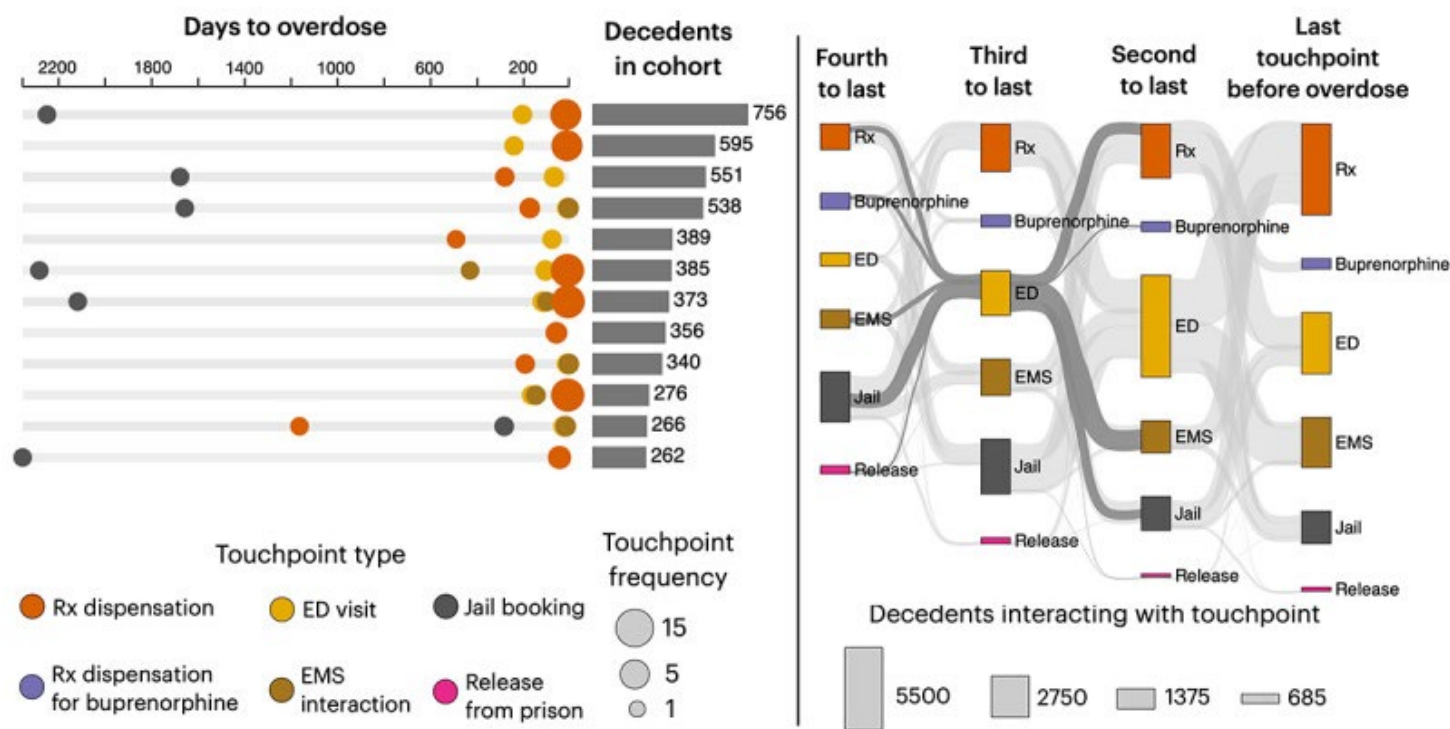 Days to overdose
Decedents
in cohort
2200 1800 1400 1000 600 200
756
595
551
538
389
385
373
356
340
276
266
262
Touchpoint type
Rx dispensation
ED visit
Jail booking
Rx dispensation
for buprenorphine
EMS
interaction
Release
from prison
Touchpoint
frequency
15
5
1
Fourth
to last
Third
to last
Second
to last
Last
touchpoint
before overdose
Rx
Buprenorphine
ED
EMS
Jail
Release
Rx
Buprenorphine
ED
EMS
Jail
Release
Rx
Buprenorphine
ED
EMS
Jail
Release
Rx
Buprenorphine
ED
EMS
Jail
Release
Decedents interacting with touchpoint
5500 2750 1375 685